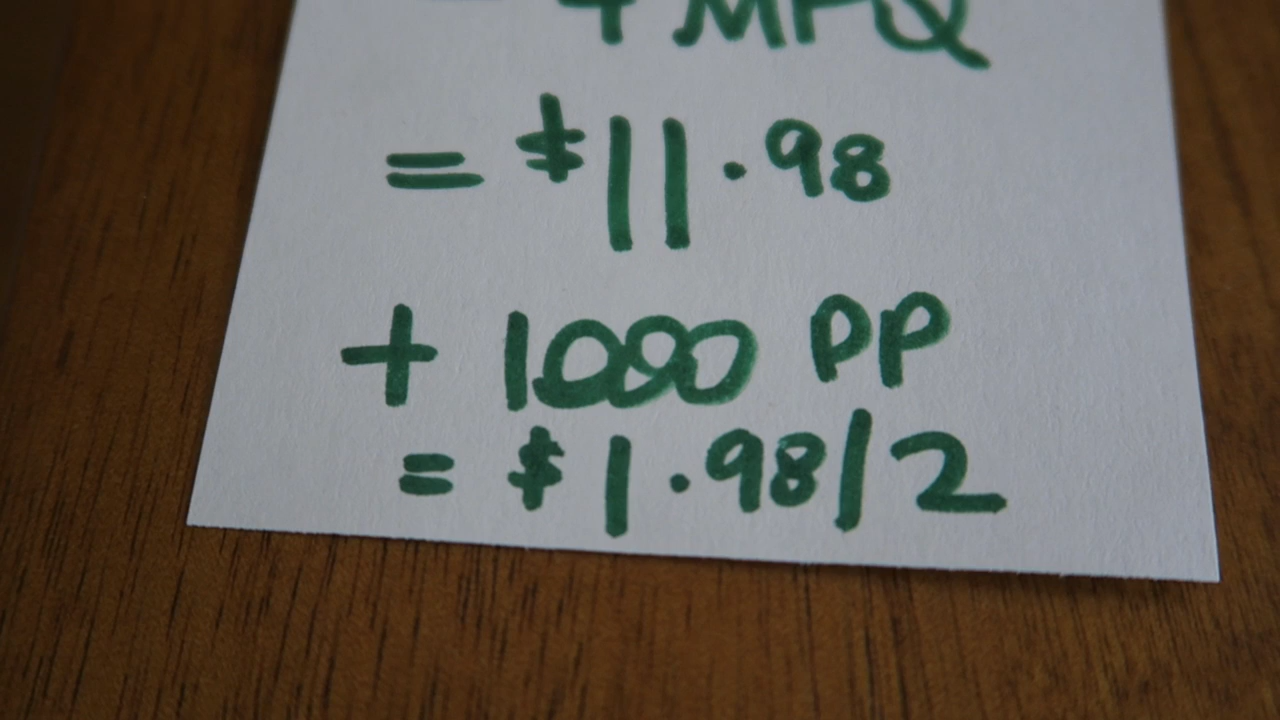 = $11.98
+ 1000 PP
= $1.98/2